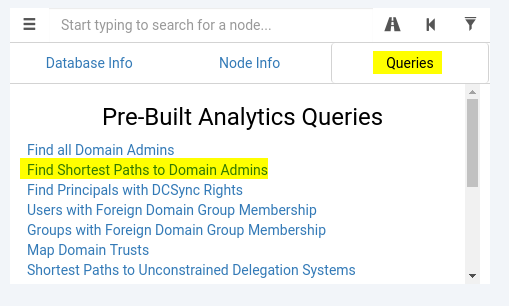 Start typing to search for a node...
Database Info Node Info Queries
Pre-Built Analytics Queries
Find all Domain Admins
Find Shortest Paths to Domain Admins
Find Principals with DCSync Rights
Users with Foreign Domain Group Membership
Groups with Foreign Domain Group Membership
Map Domain Trusts
Shortest Paths to Unconstrained Delegation Systems